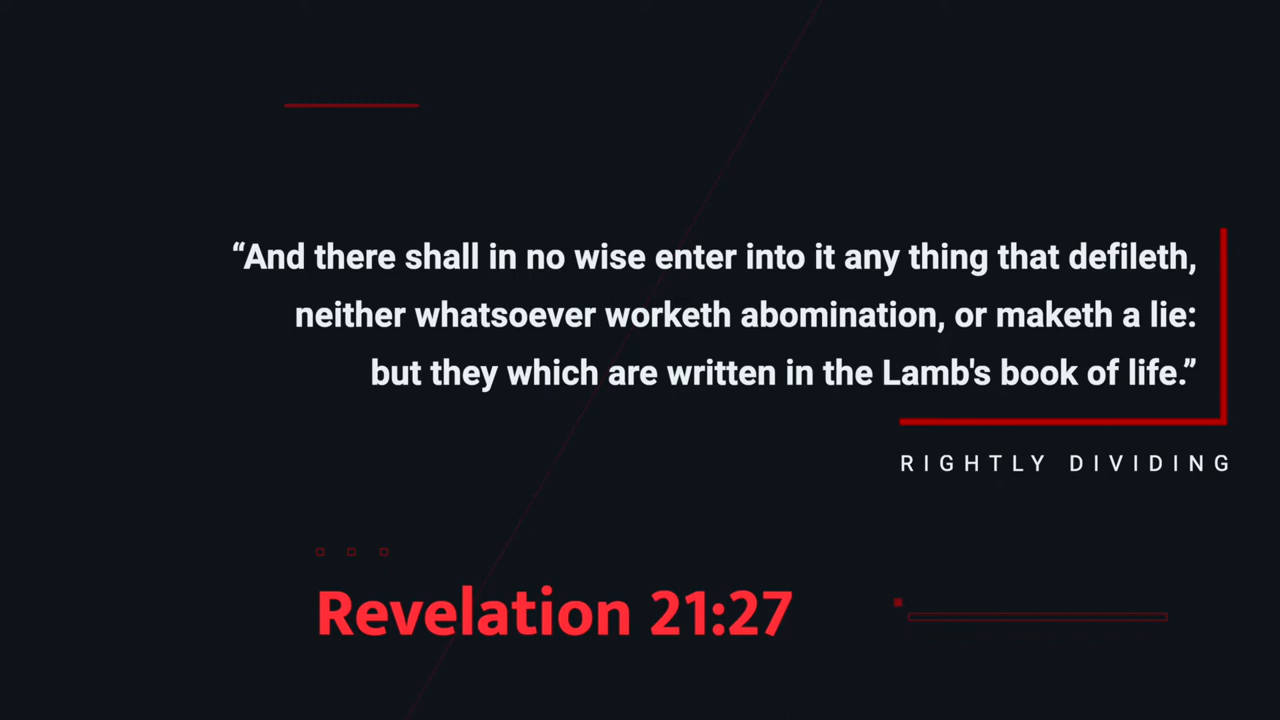 “And there shall in no wise enter into it any thing that defileth,
neither whatsoever worketh abomination, or maketh a lie:
but they which are written in the Lamb's book of life.”
RIGHTLY DIVIDING
Revelation 21:27